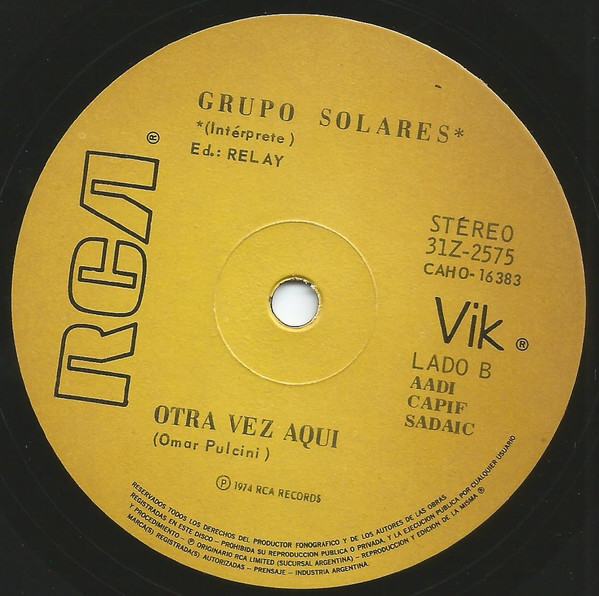 GRUPO SOLARES*
*(Intérprete)
Ed.: RELAY
RCA ®
STÉREO
31Z-2575
CAHO-16383
Vik ®
LADO B
AADI
CAPIF
SADAIC
OTRA VEZ AQUI
(Omar Pulcini)
Ⓟ 1974 RCA RECORDS
RESERVADOS TODOS LOS DERECHOS DEL PRODUCTOR FONOGRAFICO Y DE LOS AUTORES DE LAS OBRAS
REGISTRADAS EN ESTE DISCO - PROHIBIDA SU REPRODUCCION PUBLICA O PRIVADA, Y LA EJECUCION PUBLICA POR CUALQUIER USUARIO
Y PROCEDIMIENTO - Ⓟ ORIGINARIO RCA LIMITED (SUCURSAL ARGENTINA) - REPRODUCCION Y EDICION DE LA MISMA ®
MARCA(S) REGISTRADA(S) AUTORIZADAS - PRENSAJE - INDUSTRIA ARGENTINA.